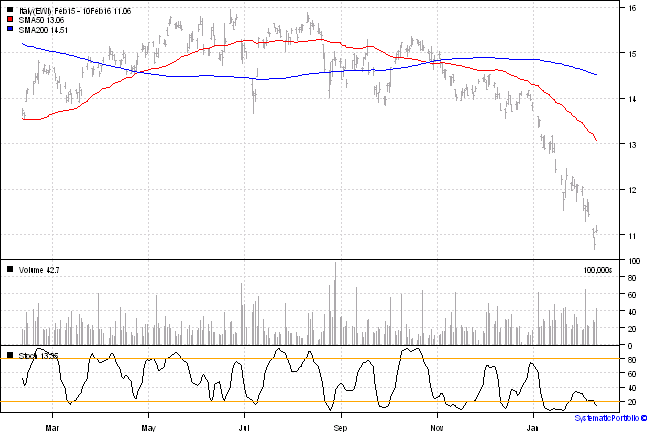 Italy(EWI) Feb15 - 10Feb16 11.06
SMA50 13.06
SMA200 14.51
16
15
14
13
12
11
Volume 42.7
100,000s
100
80
60
40
20
0
Stoch 13.35
80
60
40
20
Mar May Jul Sep Nov Jan
SystematicPortfolio ©